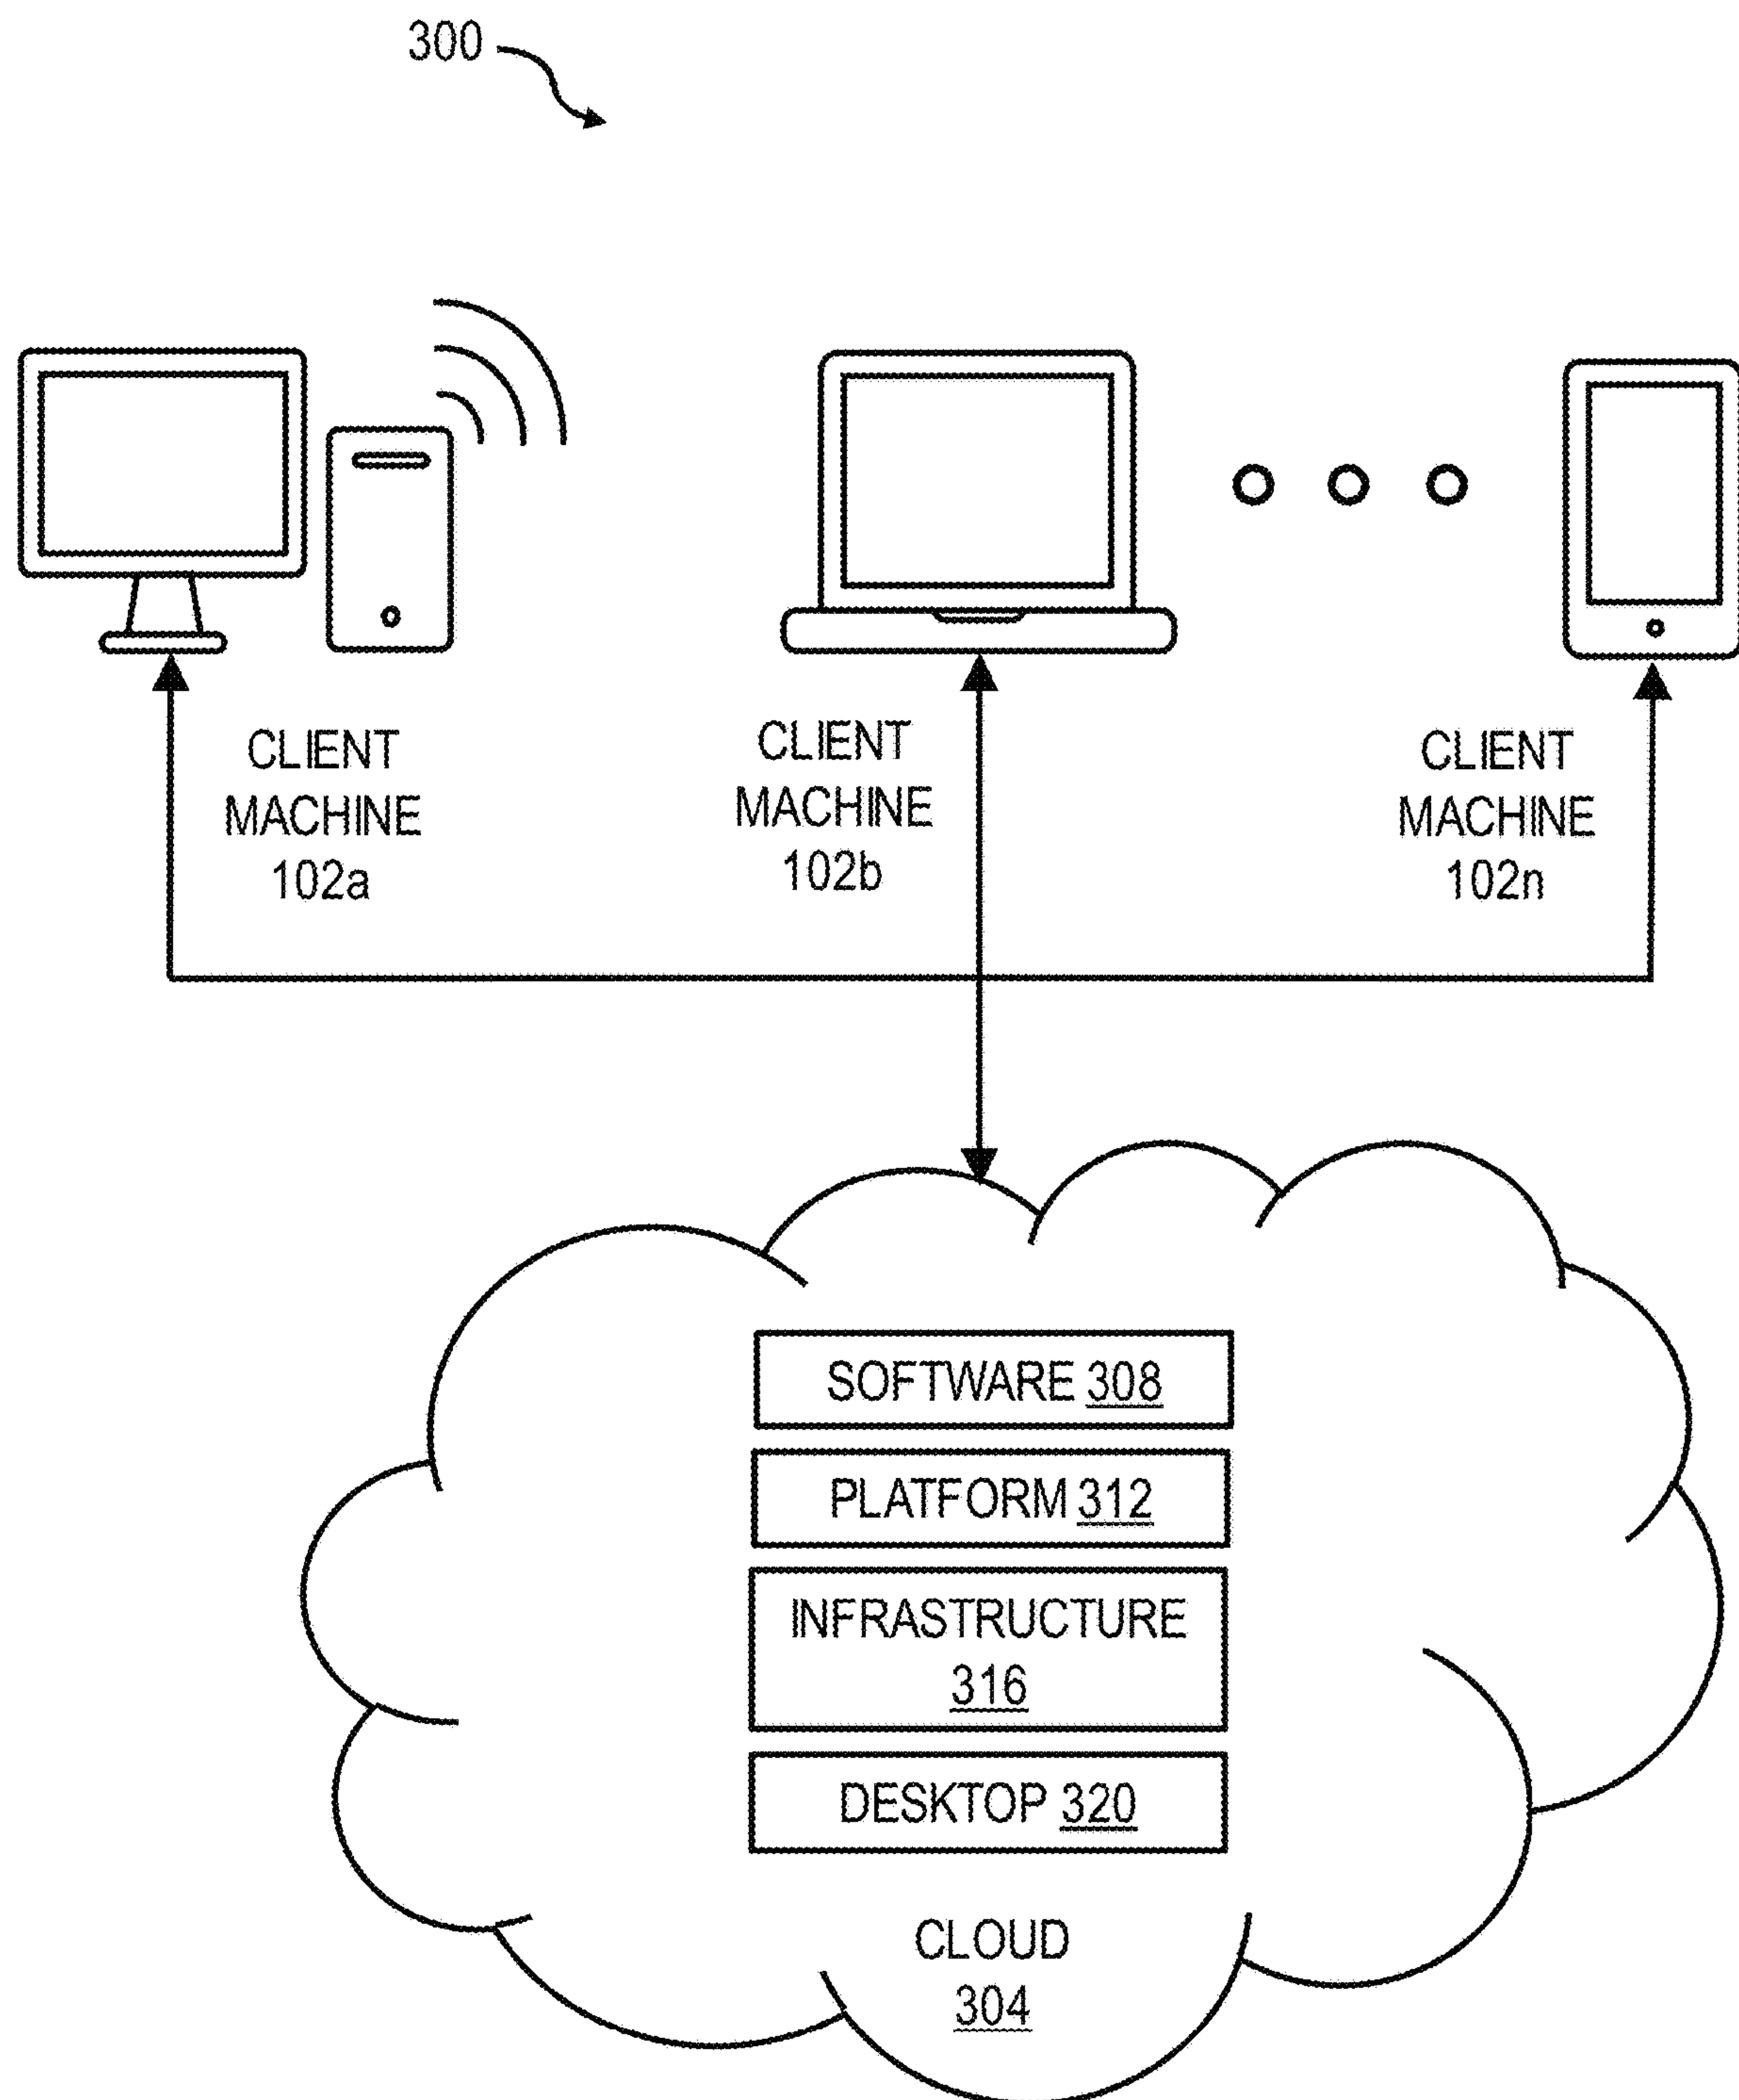 300
CLIENT
MACHINE
102a
CLIENT
MACHINE
102b
CLIENT
MACHINE
102n
SOFTWARE 308
PLATFORM 312
INFRASTRUCTURE
316
DESKTOP 320
CLOUD
304